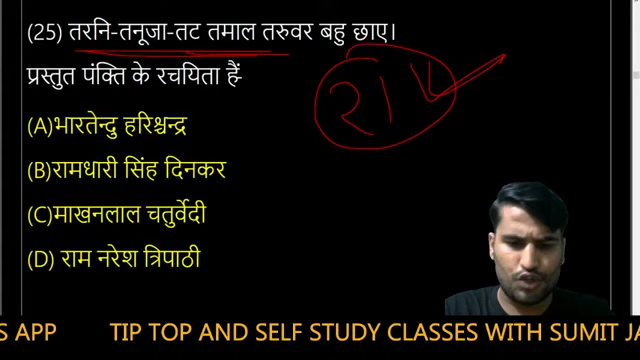 (25) तरनि-तनूजा-तट तमाल तरुवर बहु छाए।
प्रस्तुत पंक्ति के रचयिता हैं
(A)भारतेन्दु हरिश्चन्द्र
(B)रामधारी सिंह दिनकर
(C)माखनलाल चतुर्वेदी
(D) राम नरेश त्रिपाठी
S APP TIP TOP AND SELF STUDY CLASSES WITH SUMIT JA